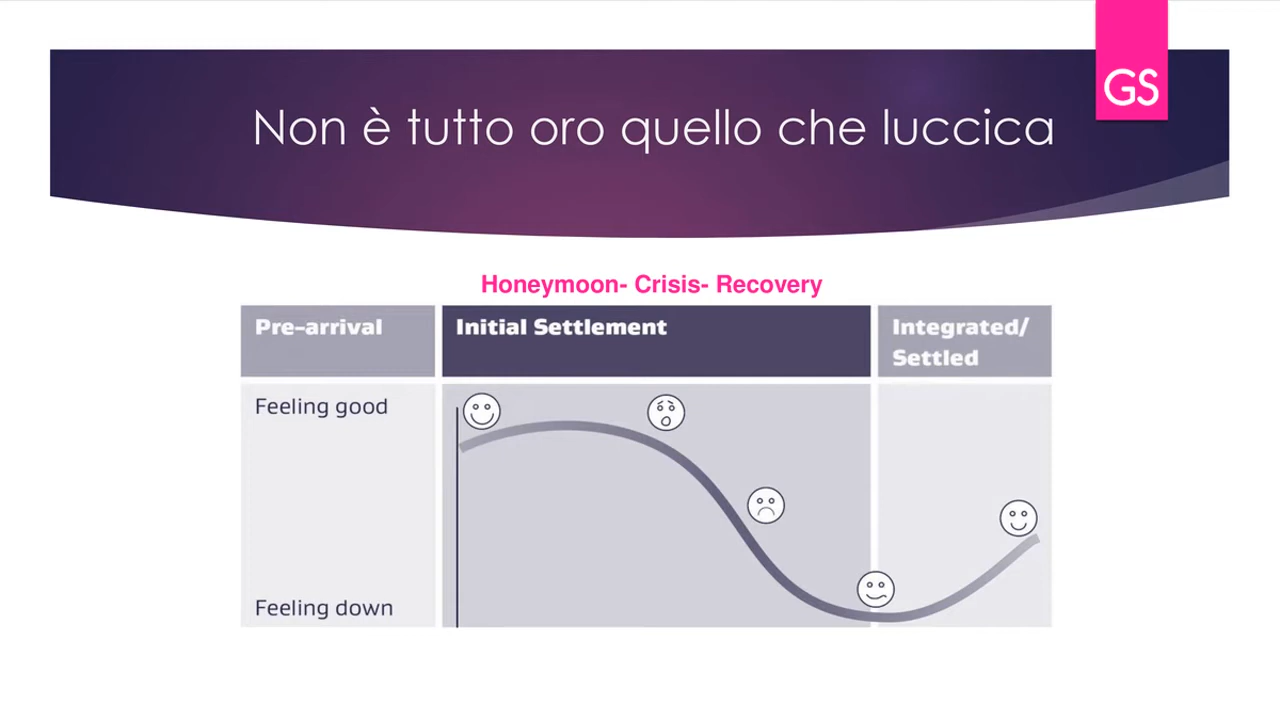 GS
Non è tutto oro quello che luccica
Honeymoon- Crisis- Recovery
Pre-arrival
Initial Settlement
Integrated/
Settled
Feeling good
Feeling down